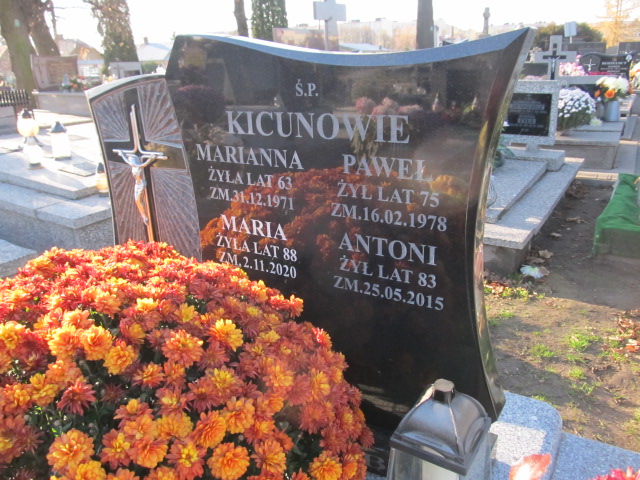 Ś.P.
KICUNOWIE
MARIANNA
ŻYŁA LAT 63
ZM.31.12.1971
PAWEŁ
ŻYŁ LAT 75
ZM.16.02.1978
MARIA
ŻYŁA LAT 88
ZM.2.11.2020
ANTONI
ŻYŁ LAT 83
ZM.25.05.2015